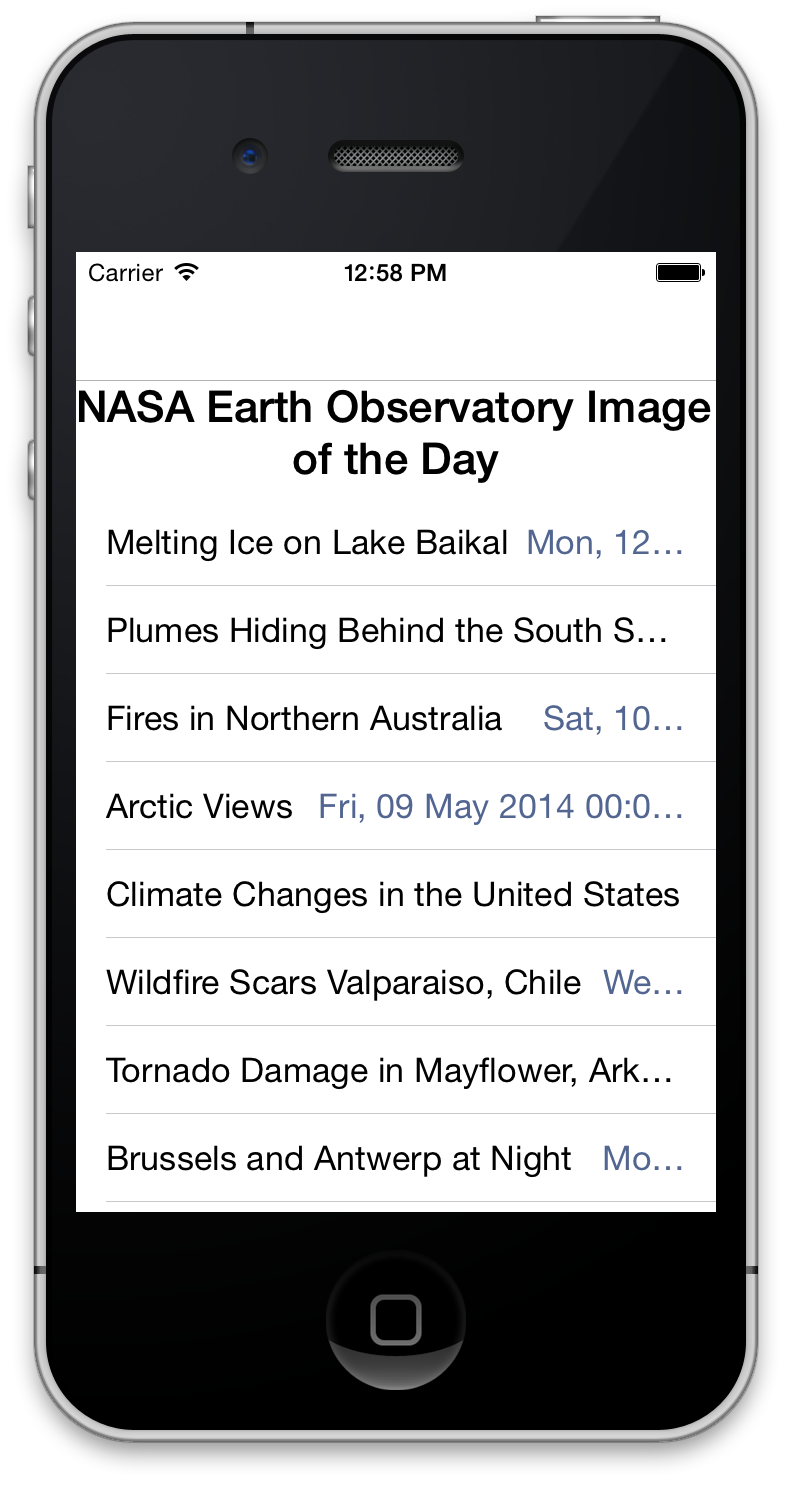 Carrier 12:58 PM
NASA Earth Observatory Image
of the Day
Melting Ice on Lake Baikal Mon, 12…
Plumes Hiding Behind the South S…
Fires in Northern Australia Sat, 10…
Arctic Views Fri, 09 May 2014 00:0…
Climate Changes in the United States
Wildfire Scars Valparaiso, Chile We…
Tornado Damage in Mayflower, Ark…
Brussels and Antwerp at Night Mo…